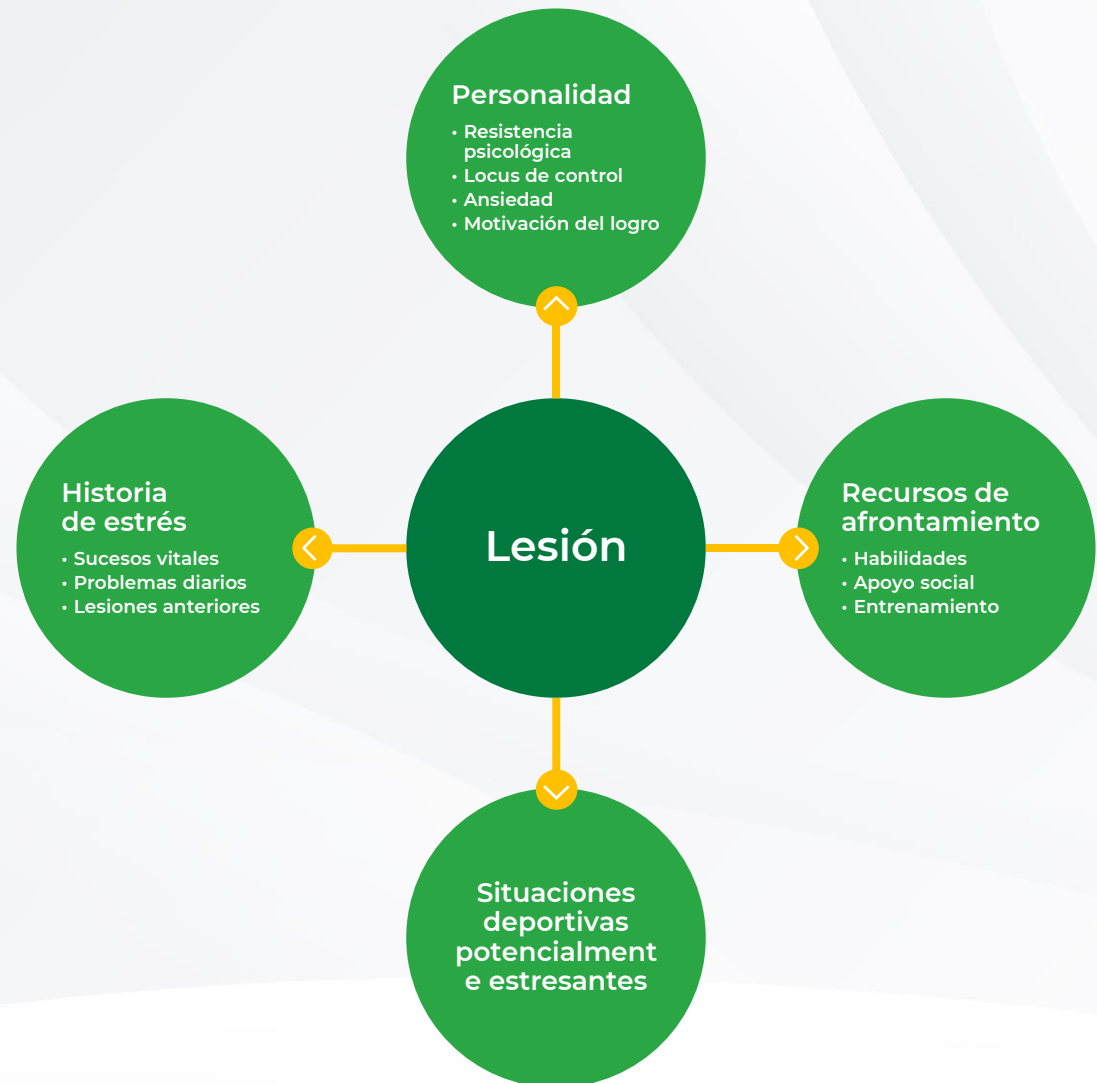 Personalidad
• Resistencia
psicológica
• Locus de control
• Ansiedad
• Motivación del logro
Historia
de estrés
• Sucesos vitales
• Problemas diarios
• Lesiones anteriores
Lesión
Recursos de
afrontamiento
• Habilidades
• Apoyo social
• Entrenamiento
Situaciones
deportivas
potencialment
e estresantes